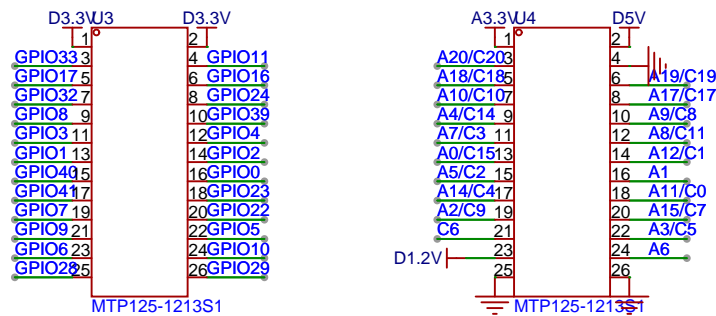 D3.3V U3 D3.3V
1 2
GPIO33 3 4 GPIO11
GPIO17 5 6 GPIO16
GPIO32 7 8 GPIO24
GPIO8 9 10 GPIO39
GPIO3 11 12 GPIO4
GPIO1 13 14 GPIO2
GPIO40 15 16 GPIO0
GPIO41 17 18 GPIO23
GPIO7 19 20 GPIO22
GPIO9 21 22 GPIO5
GPIO6 23 24 GPIO10
GPIO28 25 26 GPIO29
MTP125-1213S1
A3.3V U4 D5V
1 2
A20/C20 3 4
A18/C18 5 6 A19/C19
A10/C10 7 8 A17/C17
A4/C14 9 10 A9/C8
A7/C3 11 12 A8/C11
A0/C15 13 14 A12/C1
A5/C2 15 16 A1
A14/C4 17 18 A11/C0
A2/C9 19 20 A15/C7
C6 21 22 A3/C5
D1.2V 23 24 A6
25 26
MTP125-1213S1